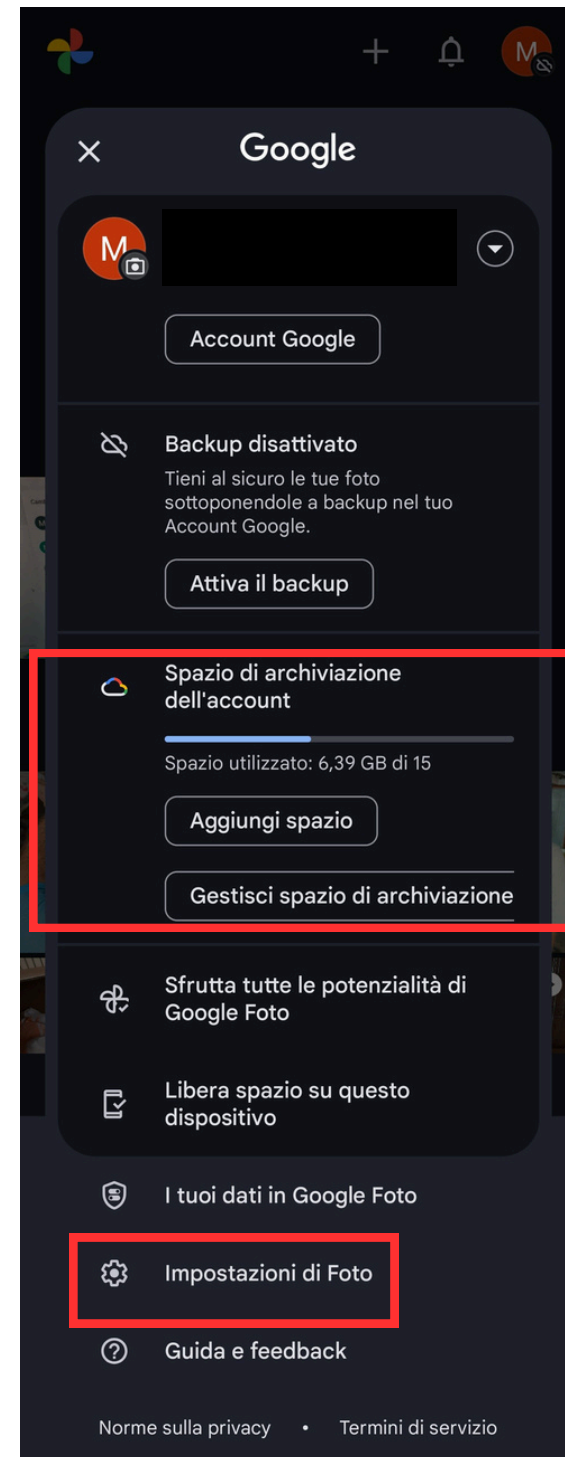 M
Google
M
Account Google
Backup disattivato
Tieni al sicuro le tue foto
sottoponendole a backup nel tuo
Account Google.
Attiva il backup
Spazio di archiviazione
dell'account
Spazio utilizzato: 6,39 GB di 15
Aggiungi spazio
Gestisci spazio di archiviazione
Sfrutta tutte le potenzialità di
Google Foto
Libera spazio su questo
dispositivo
I tuoi dati in Google Foto
Impostazioni di Foto
Guida e feedback
Norme sulla privacy • Termini di servizio